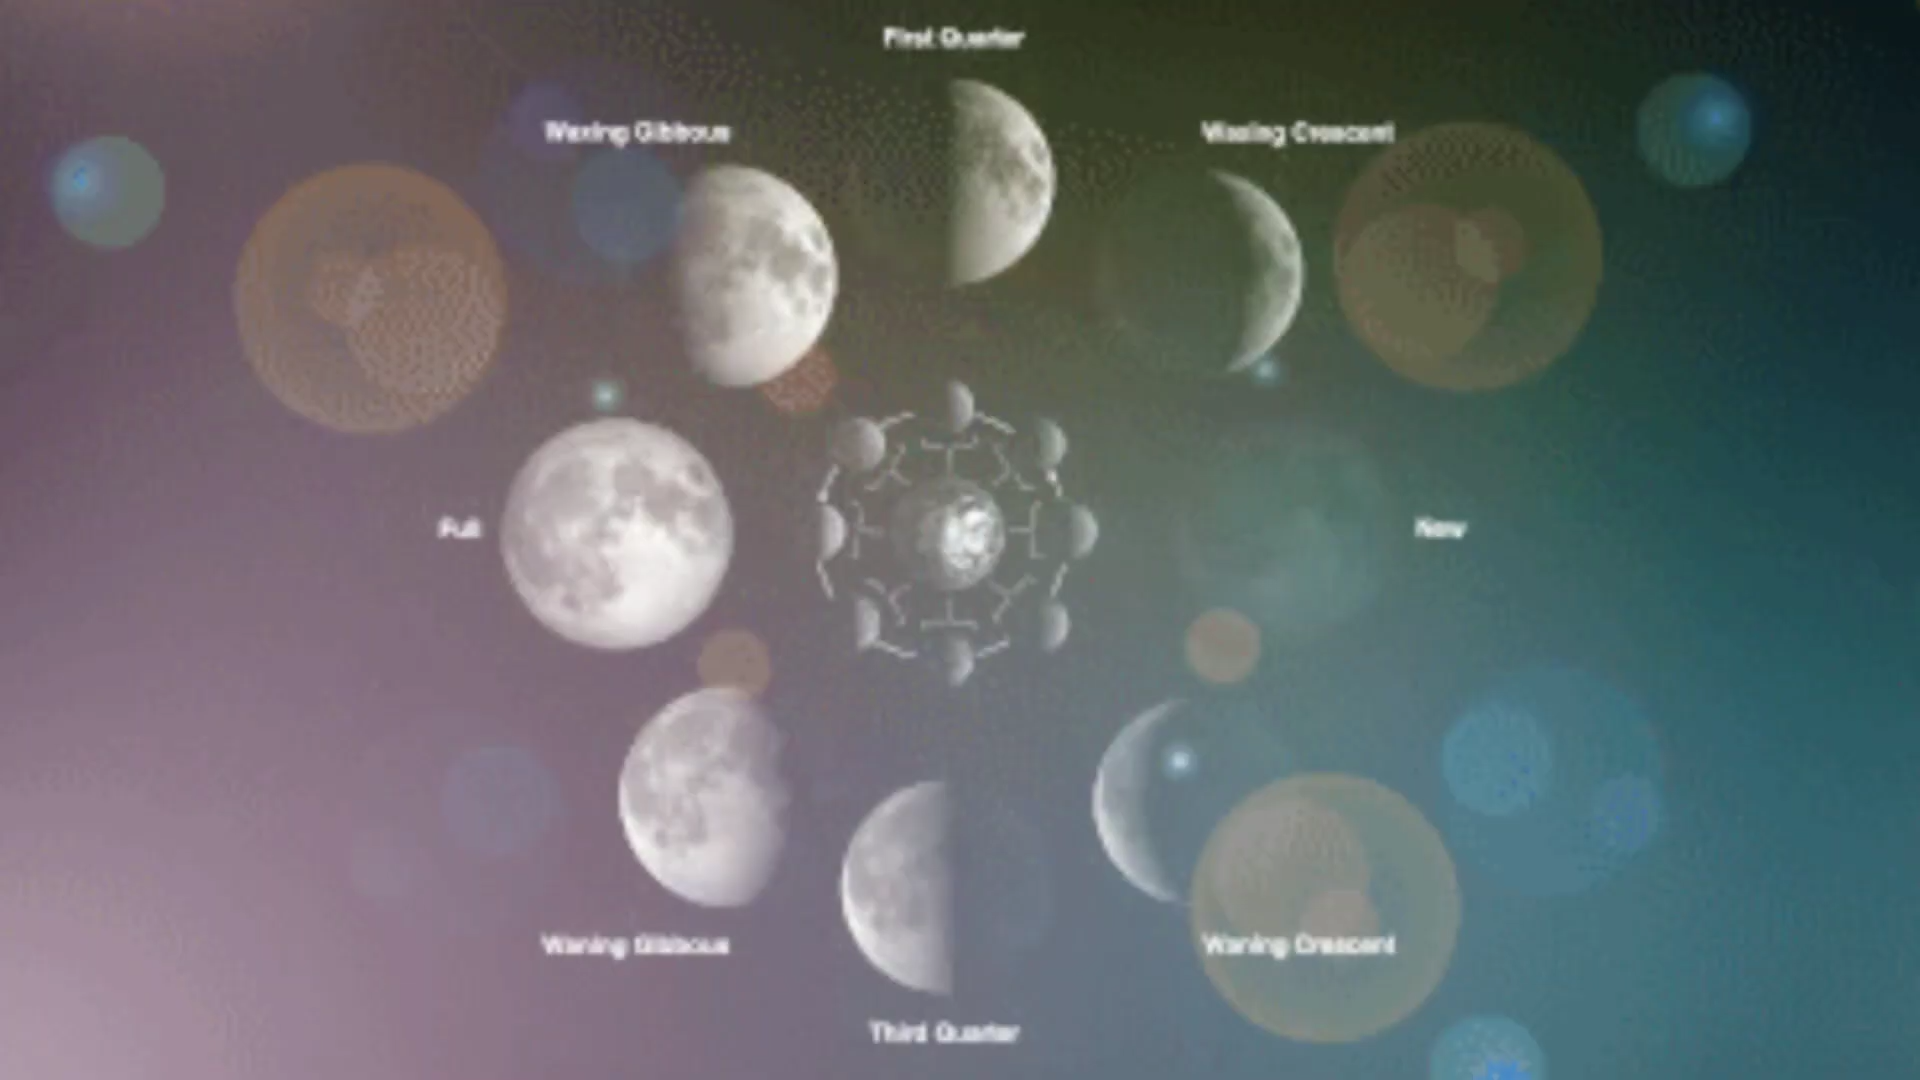 First Quarter
Waxing Gibbous
Waxing Crescent
Full
New
Waning Gibbous
Waning Crescent
Third Quarter